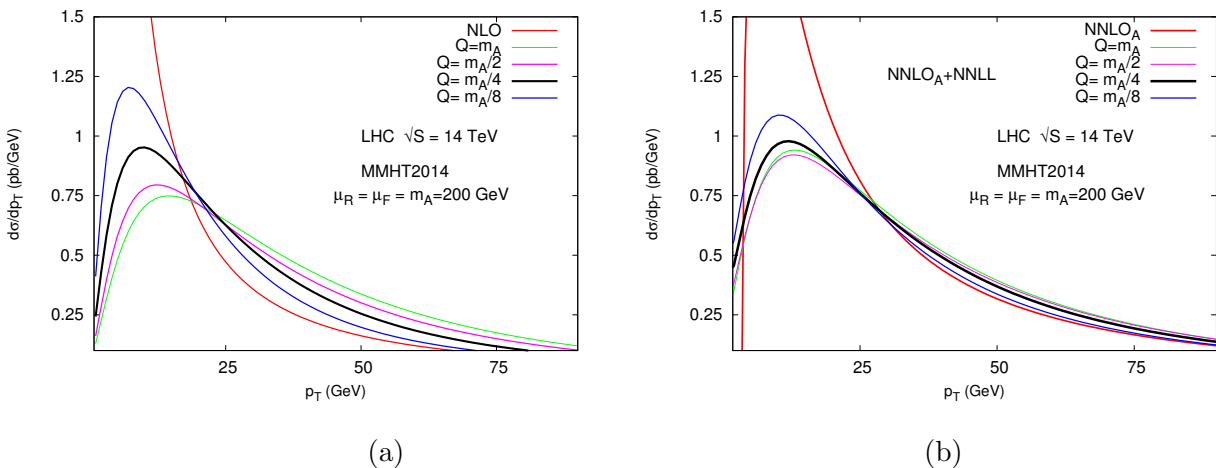 1.5
1.25
1
0.75
0.5
0.25
dσ/dp_T (pb/GeV)
NLO
Q=m_A
Q= m_A/2
Q= m_A/4
Q= m_A/8
LHC √S = 14 TeV
MMHT2014
μ_R = μ_F = m_A=200 GeV
25 50 75
p_T (GeV)
(a)
1.5
1.25
1
0.75
0.5
0.25
dσ/dp_T (pb/GeV)
NNLO_A
Q=m_A
Q= m_A/2
Q= m_A/4
Q= m_A/8
NNLO_A+NNLL
LHC √S = 14 TeV
MMHT2014
μ_R = μ_F = m_A=200 GeV
25 50 75
p_T (GeV)
(b)